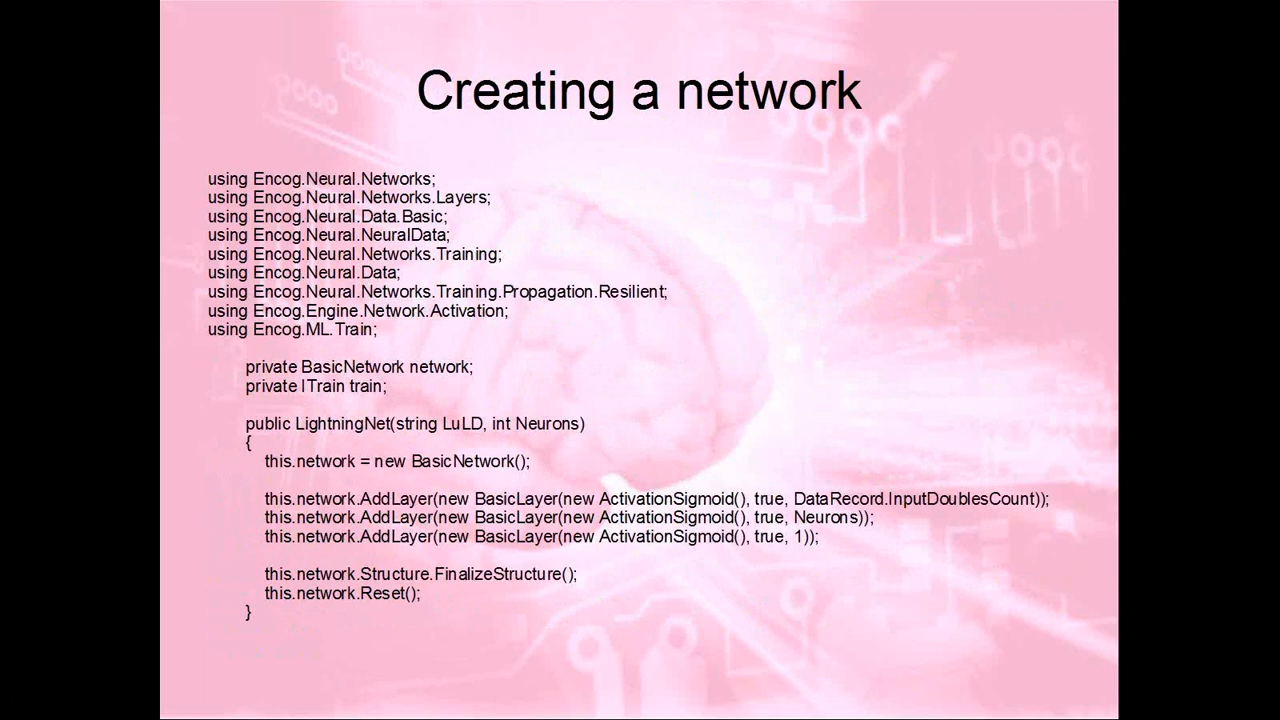 Creating a network
using Encog.Neural.Networks;
using Encog.Neural.Networks.Layers;
using Encog.Neural.Data.Basic;
using Encog.Neural.NeuralData;
using Encog.Neural.Networks.Training;
using Encog.Neural.Data;
using Encog.Neural.Networks.Training.Propagation.Resilient;
using Encog.Engine.Network.Activation;
using Encog.ML.Train;
private BasicNetwork network;
private ITrain train;
public LightningNet(string LuLD, int Neurons)
{
this.network = new BasicNetwork();
this.network.AddLayer(new BasicLayer(new ActivationSigmoid(), true, DataRecord.InputDoublesCount));
this.network.AddLayer(new BasicLayer(new ActivationSigmoid(), true, Neurons));
this.network.AddLayer(new BasicLayer(new ActivationSigmoid(), true, 1));
this.network.Structure.FinalizeStructure();
this.network.Reset();
}